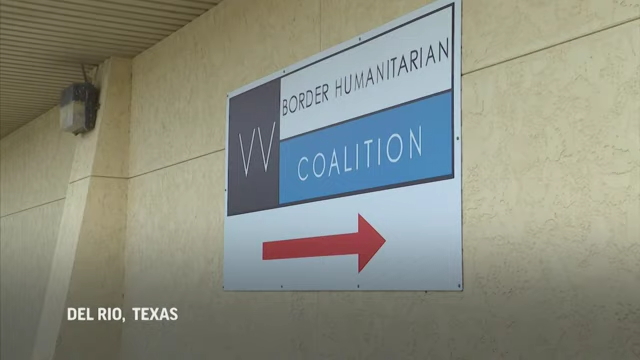 VV
BORDER HUMANITARIAN
COALITION
DEL RIO, TEXAS